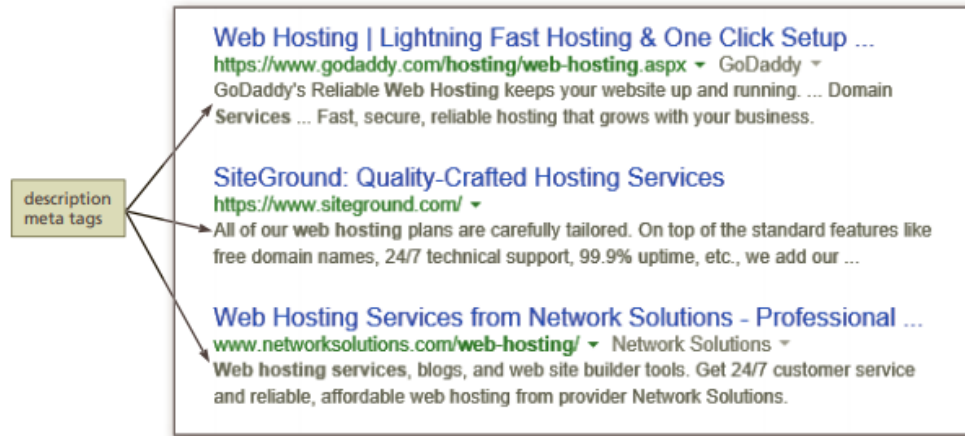 Web Hosting | Lightning Fast Hosting & One Click Setup ...
https://www.godaddy.com/hosting/web-hosting.aspx GoDaddy
GoDaddy's Reliable Web Hosting keeps your website up and running. ... Domain
Services ... Fast, secure, reliable hosting that grows with your business.
SiteGround: Quality-Crafted Hosting Services
https://www.siteground.com/
description
meta tags
All of our web hosting plans are carefully tailored. On top of the standard features like
free domain names, 24/7 technical support, 99.9% uptime, etc., we add our ...
Web Hosting Services from Network Solutions - Professional ...
www.networksolutions.com/web-hosting/ Network Solutions
Web hosting services, blogs, and web site builder tools. Get 24/7 customer service
and reliable, affordable web hosting from provider Network Solutions.